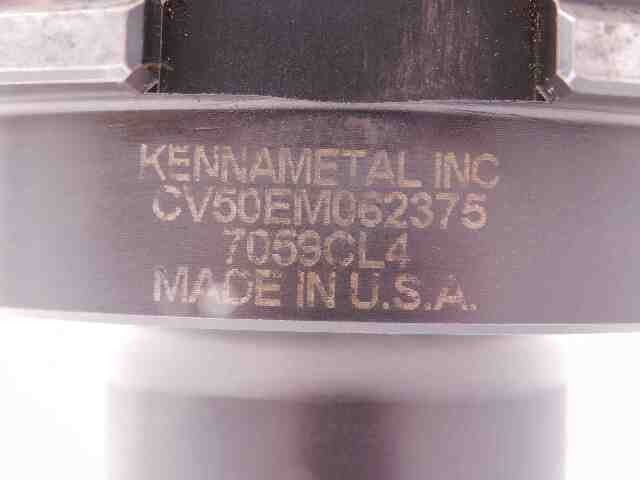 KENNAMETAL INC
CV50EM062375
7059CL4
MADE IN U.S.A.